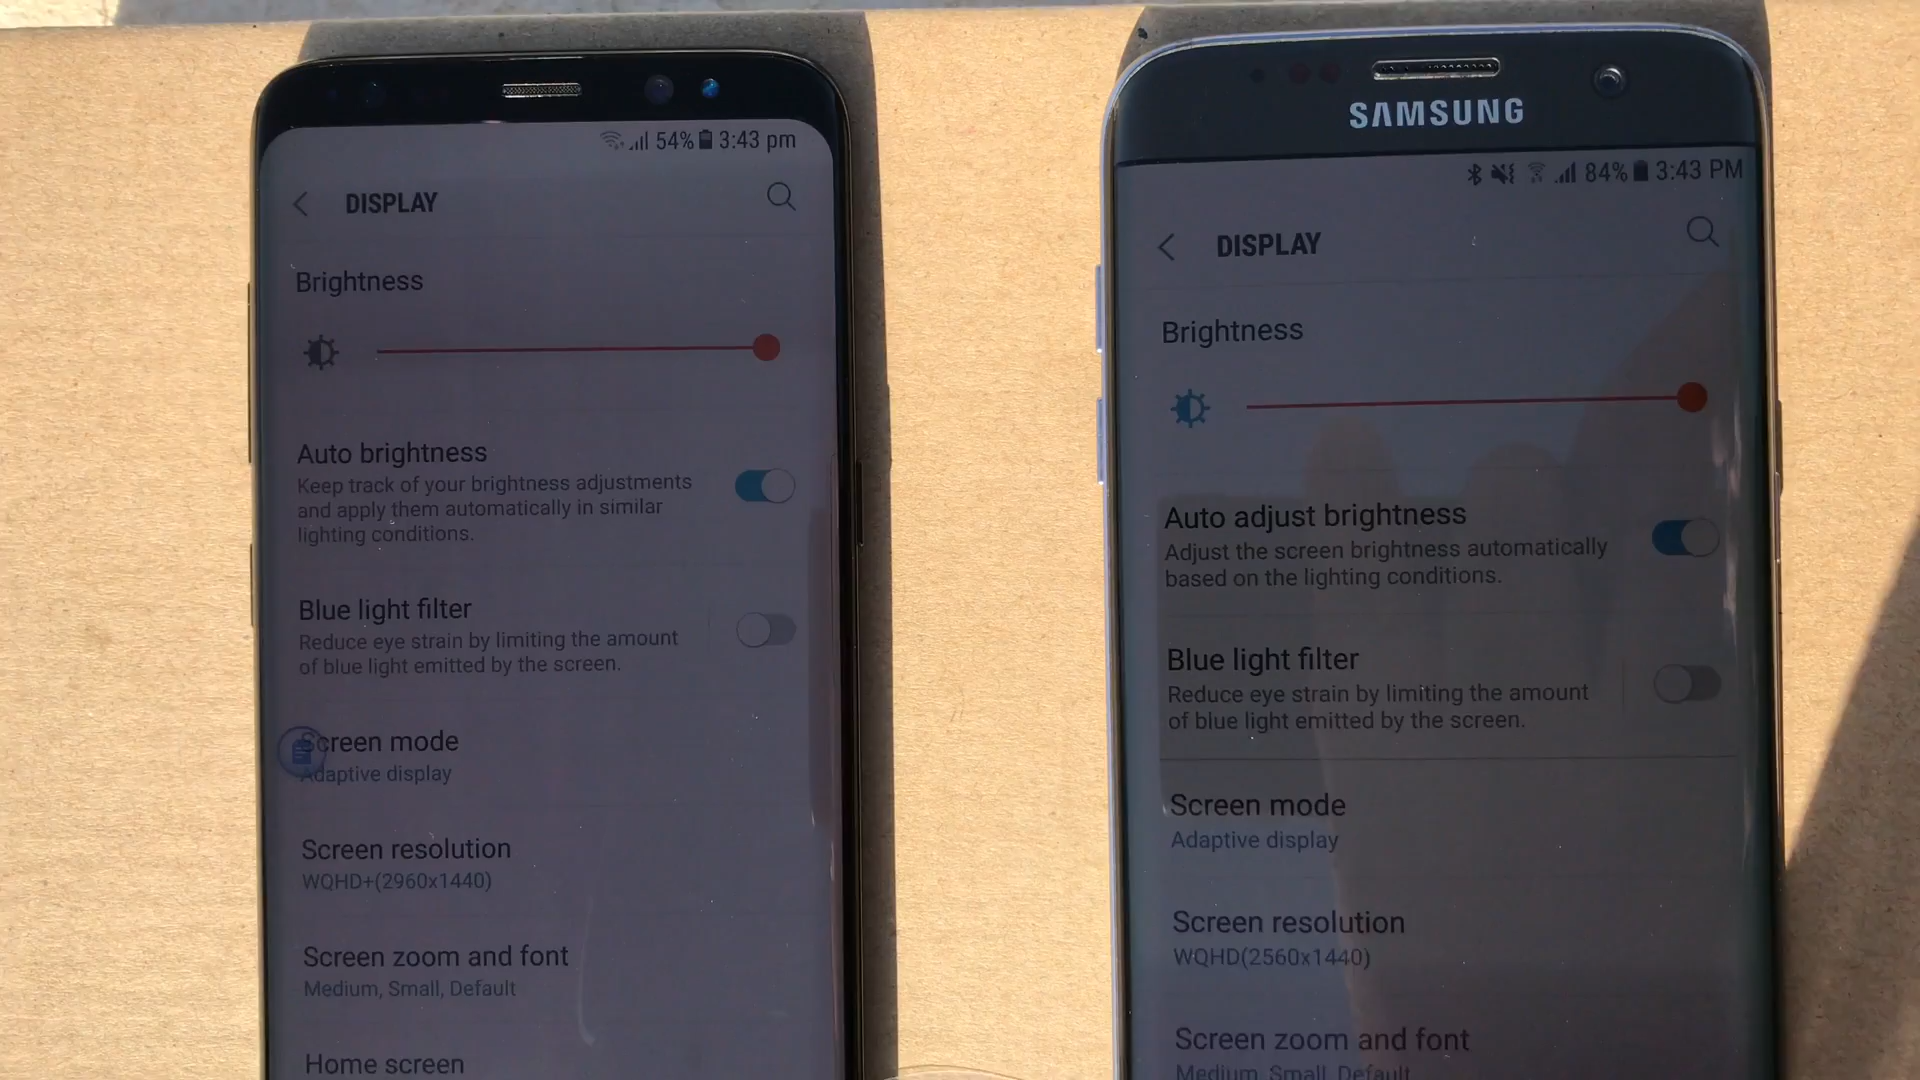 54% 3:43 pm
DISPLAY
Brightness
Auto brightness
Keep track of your brightness adjustments
and apply them automatically in similar
lighting conditions.
Blue light filter
Reduce eye strain by limiting the amount
of blue light emitted by the screen.
Screen mode
Adaptive display
Screen resolution
WQHD+(2960x1440)
Screen zoom and font
Medium, Small, Default
Home screen
SAMSUNG
84% 3:43 PM
DISPLAY
Brightness
Auto adjust brightness
Adjust the screen brightness automatically
based on the lighting conditions.
Blue light filter
Reduce eye strain by limiting the amount
of blue light emitted by the screen.
Screen mode
Adaptive display
Screen resolution
WQHD(2560x1440)
Screen zoom and font
Medium, Small, Default